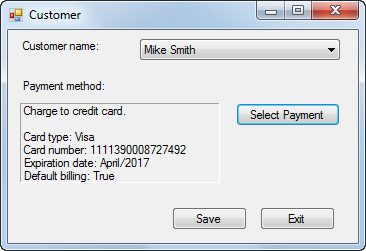 Customer
Customer name:
Mike Smith
Payment method:
Charge to credit card.
Select Payment
Card type: Visa
Card number: 1111390008727492
Expiration date: April/2017
Default billing: True
Save
Exit